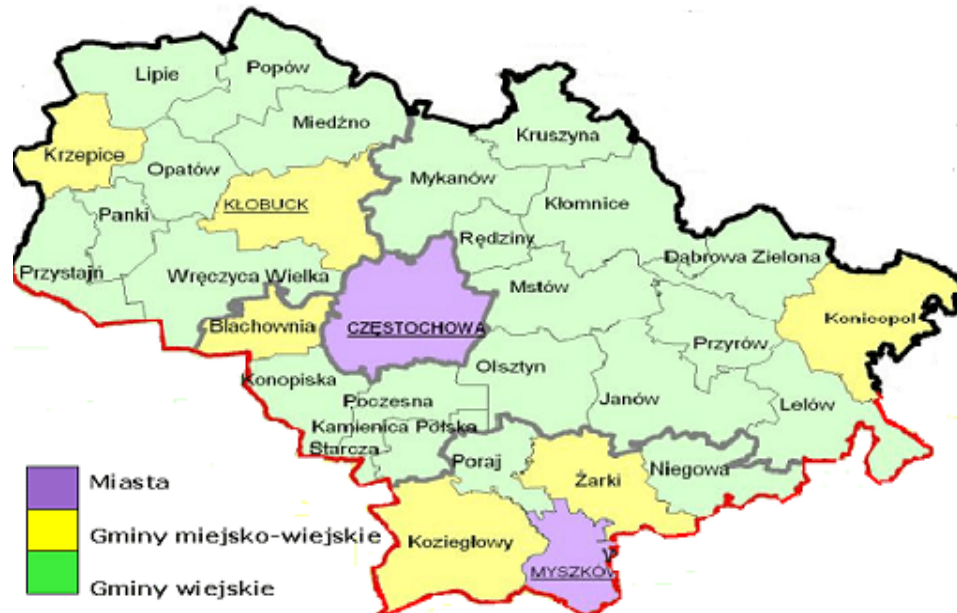 Lipie
Popów
Miedźno
Kruszyna
Krzepice
Opatów
Mykanów
Panki
KŁOBUCK
Kłomnice
Rędziny
Przystajń
Wręczyca Wielka
Dąbrowa Zielona
Mstów
Blachownia
CZĘSTOCHOWA
Koniecpol
Przyrów
Olsztyn
Konopiska
Poczesna
Janów
Lelów
Kamienica Polska
Starcza
Poraj
Niegowa
Żarki
Koziegłowy
MYSZKÓW
Miasta
Gminy miejsko-wiejskie
Gminy wiejskie